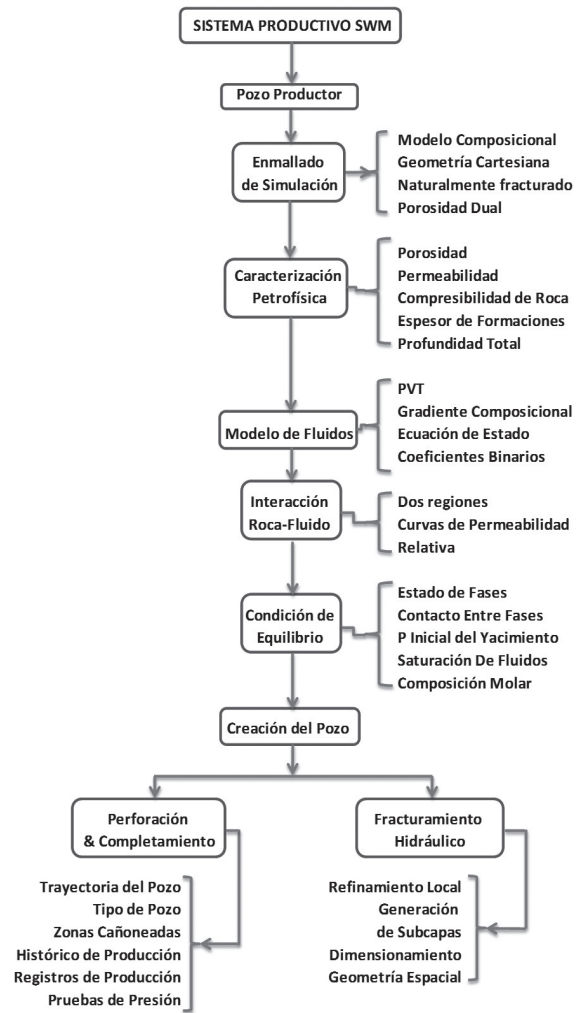 SISTEMA PRODUCTIVO SWM
Pozo Productor
Enmallado
de Simulación
Modelo Composicional
Geometría Cartesiana
Naturalmente fracturado
Porosidad Dual
Caracterización
Petrofísica
Porosidad
Permeabilidad
Compresibilidad de Roca
Espesor de Formaciones
Profundidad Total
Modelo de Fluidos
PVT
Gradiente Composicional
Ecuación de Estado
Coeficientes Binarios
Interacción
Roca-Fluido
Dos regiones
Curvas de Permeabilidad
Relativa
Condición de
Equilibrio
Estado de Fases
Contacto Entre Fases
P Inicial del Yacimiento
Saturación De Fluidos
Composición Molar
Creación del Pozo
Perforación
& Completamiento
Trayectoria del Pozo
Tipo de Pozo
Zonas Cañoneadas
Histórico de Producción
Registros de Producción
Pruebas de Presión
Fracturamiento
Hidráulico
Refinamiento Local
Generación
de Subcapas
Dimensionamiento
Geometría Espacial